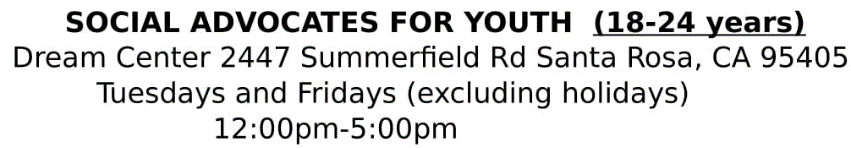 SOCIAL ADVOCATES FOR YOUTH (18-24 years)
Dream Center 2447 Summerfield Rd Santa Rosa, CA 95405
Tuesdays and Fridays (excluding holidays)
12:00pm-5:00pm